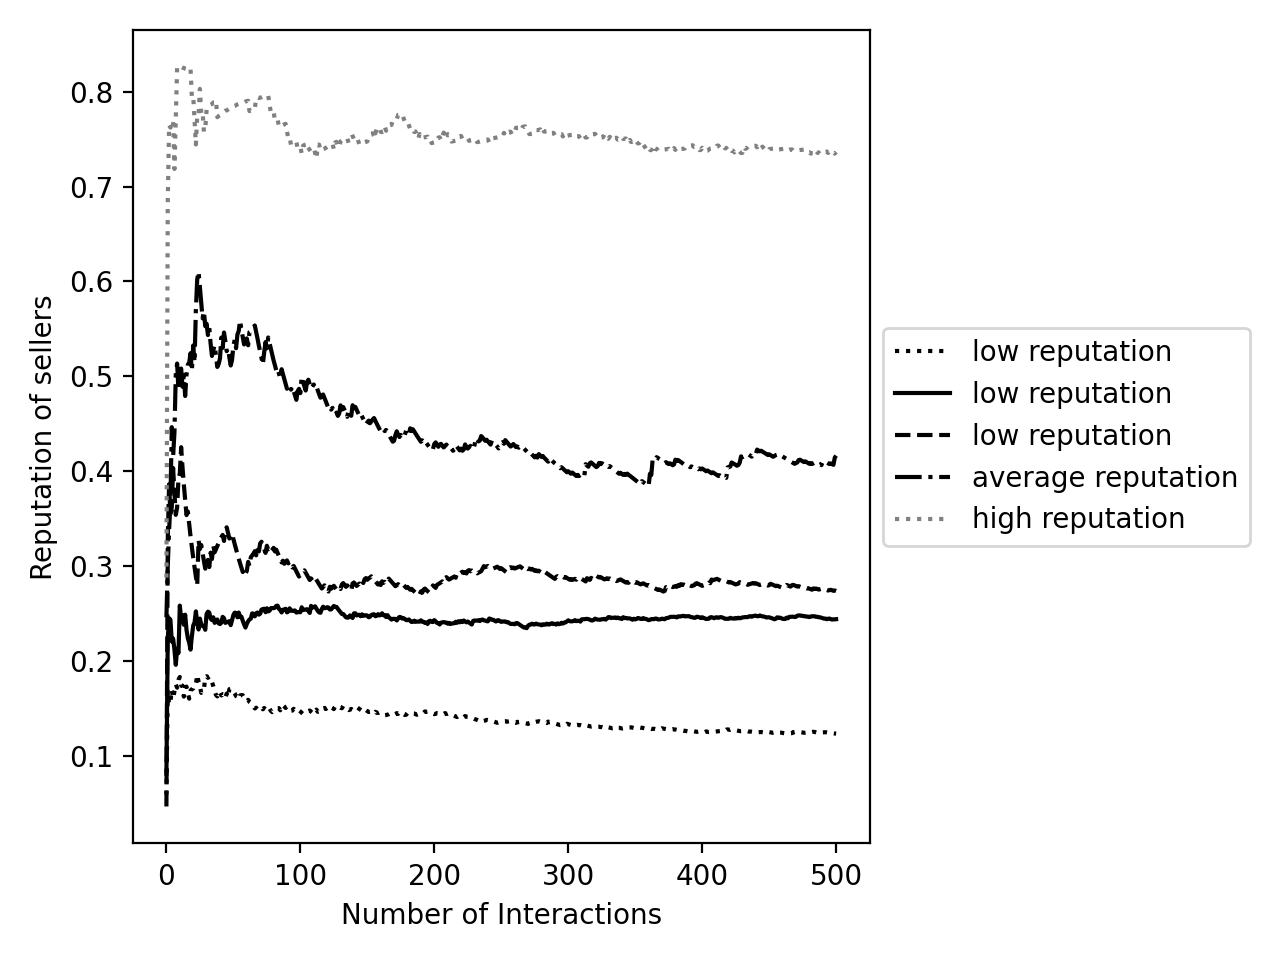 0.8
0.7
0.6
0.5
0.4
0.3
0.2
0.1
Reputation of sellers
0 100 200 300 400 500
Number of Interactions
low reputation
low reputation
low reputation
average reputation
high reputation